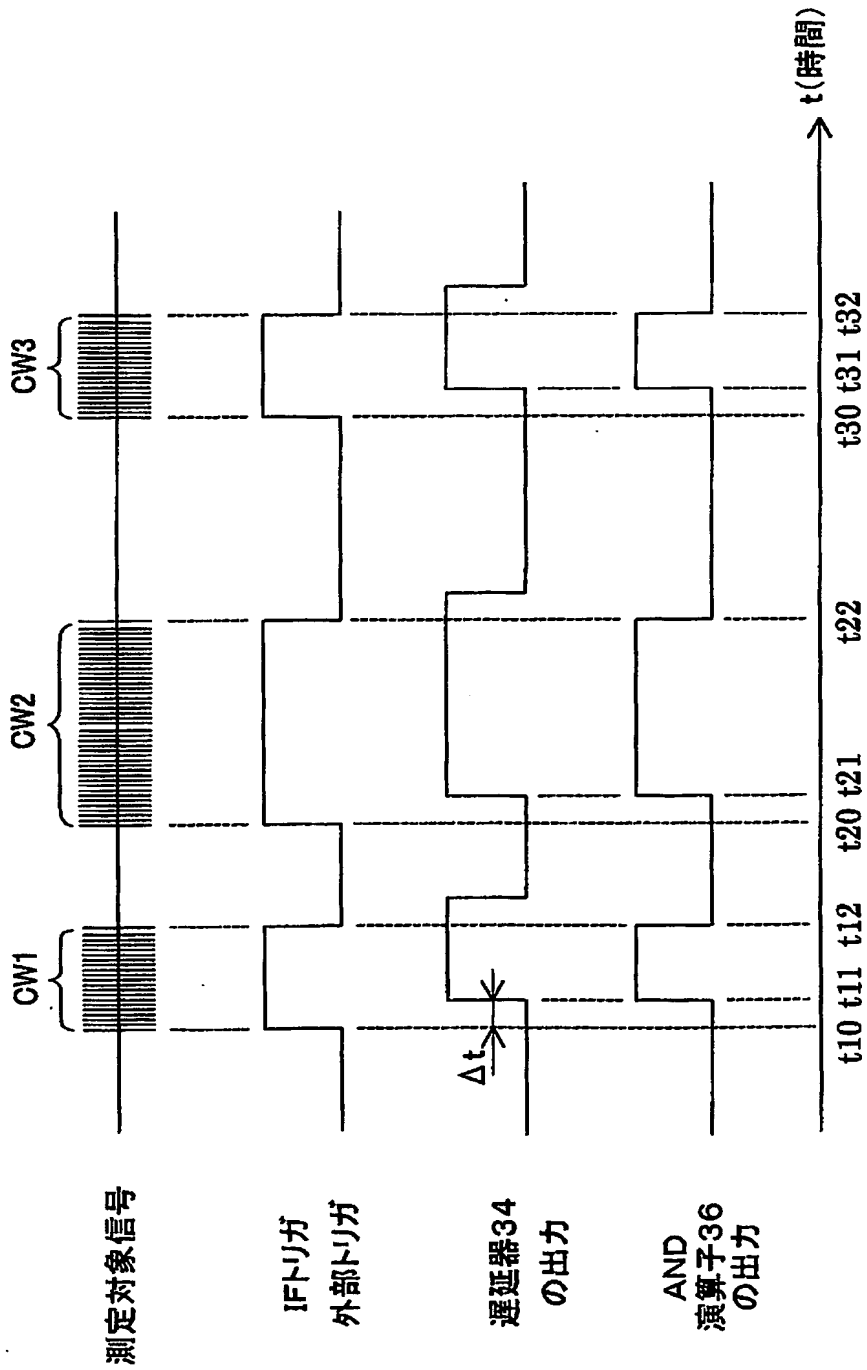 CW1
CW2
CW3
測定対象信号
IFトリガ
外部トリガ
Δt
遅延器34
の出力
AND
演算子36
の出力
t10 t11 t12 t20 t21 t22 t30 t31 t32
t(時間)